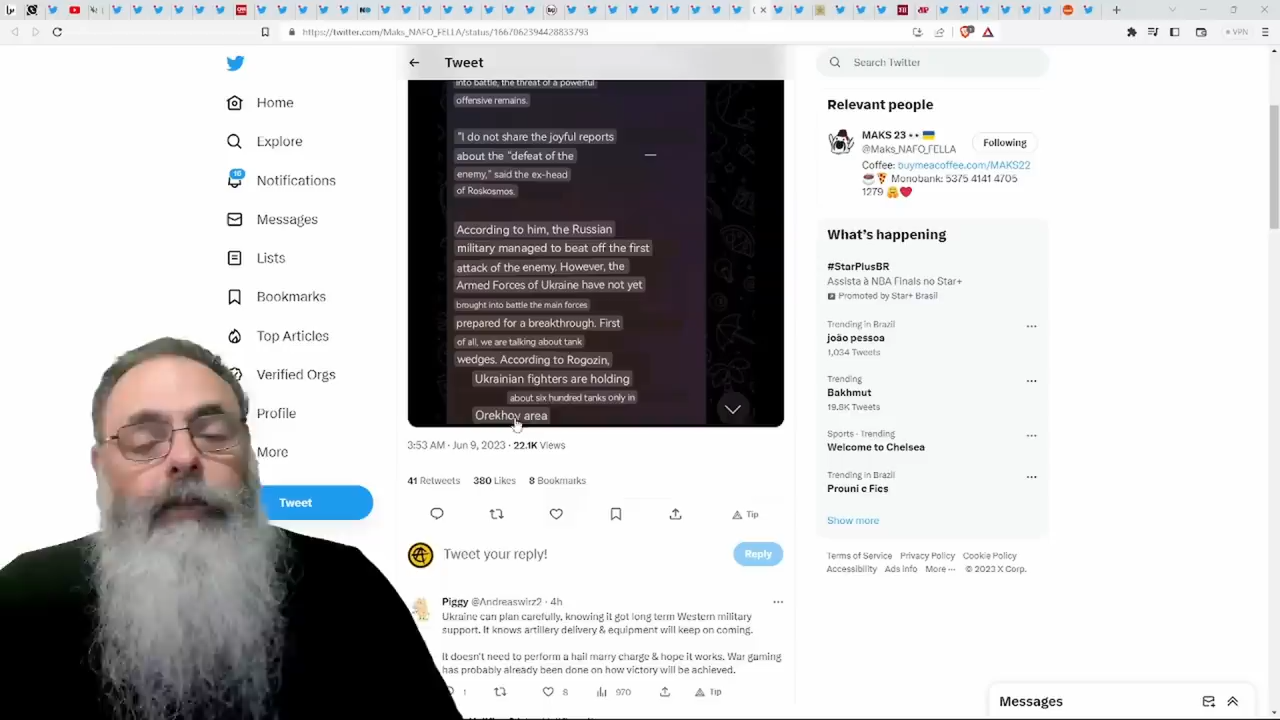 https://twitter.com/Maks_NAFO_FELLA/status/1667062394428833793
VPN
Home
Explore
16
Notifications
Messages
Lists
Bookmarks
Top Articles
Verified Orgs
Profile
More
Tweet
Tweet
into battle, the threat of a powerful
offensive remains.
"I do not share the joyful reports
about the "defeat of the
enemy," said the ex-head
of Roskosmos.
According to him, the Russian
military managed to beat off the first
attack of the enemy. However, the
Armed Forces of Ukraine have not yet
brought into battle the main forces
prepared for a breakthrough. First
of all, we are talking about tank
wedges. According to Rogozin,
Ukrainian fighters are holding
about six hundred tanks only in
Orekhov area
3:53 AM · Jun 9, 2023 · 22.1K Views
41 Retweets 380 Likes 8 Bookmarks
Tip
Tweet your reply!
Reply
Piggy @Andreaswirz2 · 4h
Ukraine can plan carefully, knowing it got long term Western military
support. It knows artillery delivery & equipment will keep on coming.
It doesn't need to perform a hail marry charge & hope it works. War gaming
has probably already been done on how victory will be achieved.
1 8 970 Tip
Search Twitter
Relevant people
MAKS 23
@Maks_NAFO_FELLA
Following
Coffee: buymeacoffee.com/MAKS22
Monobank: 5375 4141 4705
1279
What's happening
#StarPlusBR
Assista à NBA Finals no Star+
Promoted by Star+ Brasil
Trending in Brazil
joão pessoa
1,034 Tweets
Trending
Bakhmut
19.8K Tweets
Sports · Trending
Welcome to Chelsea
Trending in Brazil
Prouni e Fies
Show more
Terms of Service Privacy Policy Cookie Policy
Accessibility Ads info More ··· © 2023 X Corp.
Messages